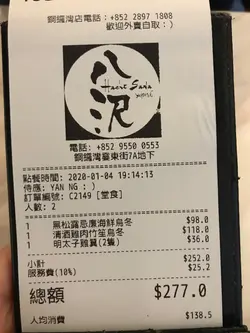 銅鑼灣店電話：+852 2897 1808
歡迎外賣自取：)
八沢
電話：+852 9550 0553
銅鑼灣臺東街7A地下
點餐時間：2020-01-04 19:14:13
侍應：YAN NG：)
訂單編號：C2149 [堂食]
人數：2
1 黑松露忌廉海鮮烏冬 $98.0
1 清酒雞肉竹筒烏冬 $118.0
1 明太子雞翼(2隻) $36.0
小計 $252.0
服務費(10%) $25.2
總額 $277.0
人均消費 $138.5